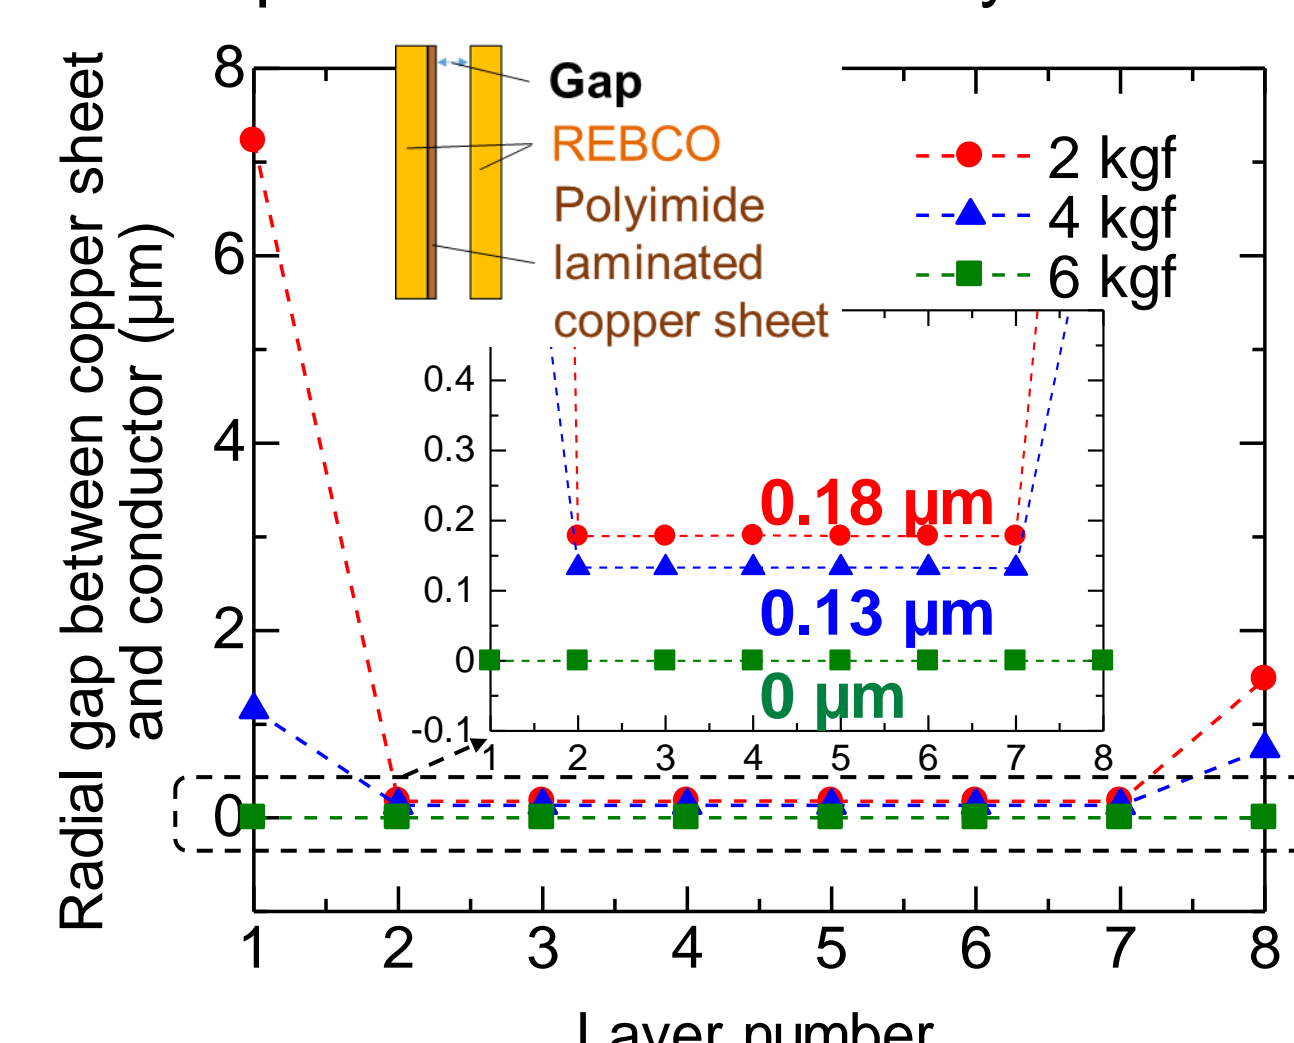 Radial gap between copper sheet
and conductor (µm)
8
6
4
2
0
Gap
REBCO
Polyimide
laminated
copper sheet
2 kgf
4 kgf
6 kgf
0.4
0.3
0.2
0.1
0
-0.1
0.18 µm
0.13 µm
0 µm
1 2 3 4 5 6 7 8
1 2 3 4 5 6 7 8
Layer number